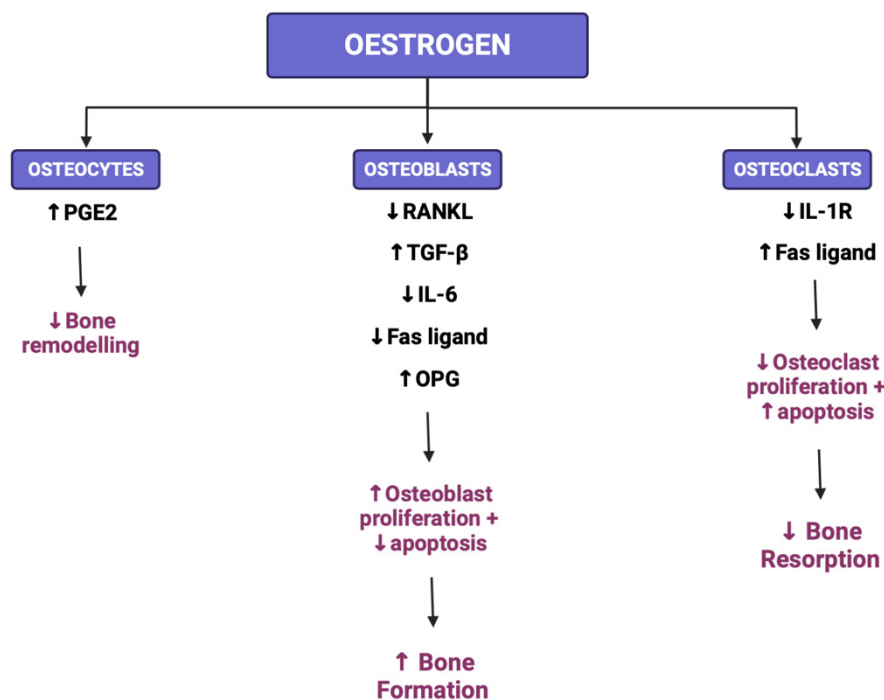 OESTROGEN
OSTEOCYTES
↑PGE2
↓Bone
remodelling
OSTEOBLASTS
↓RANKL
↑TGF-β
↓IL-6
↓Fas ligand
↑OPG
↑Osteoblast
proliferation +
↓apoptosis
↑ Bone
Formation
OSTEOCLASTS
↓IL-1R
↑Fas ligand
↓Osteoclast
proliferation +
↑apoptosis
↓ Bone
Resorption